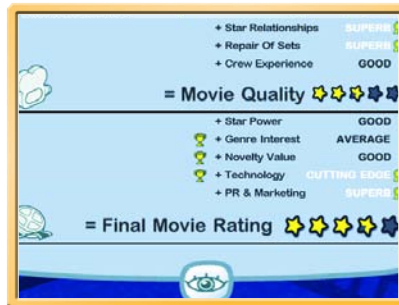 + Star Relationships SUPERB
+ Repair Of Sets SUPERB
+ Crew Experience GOOD
= Movie Quality
+ Star Power GOOD
+ Genre Interest AVERAGE
+ Novelty Value GOOD
+ Technology CUTTING EDGE
+ PR & Marketing SUPERB
= Final Movie Rating